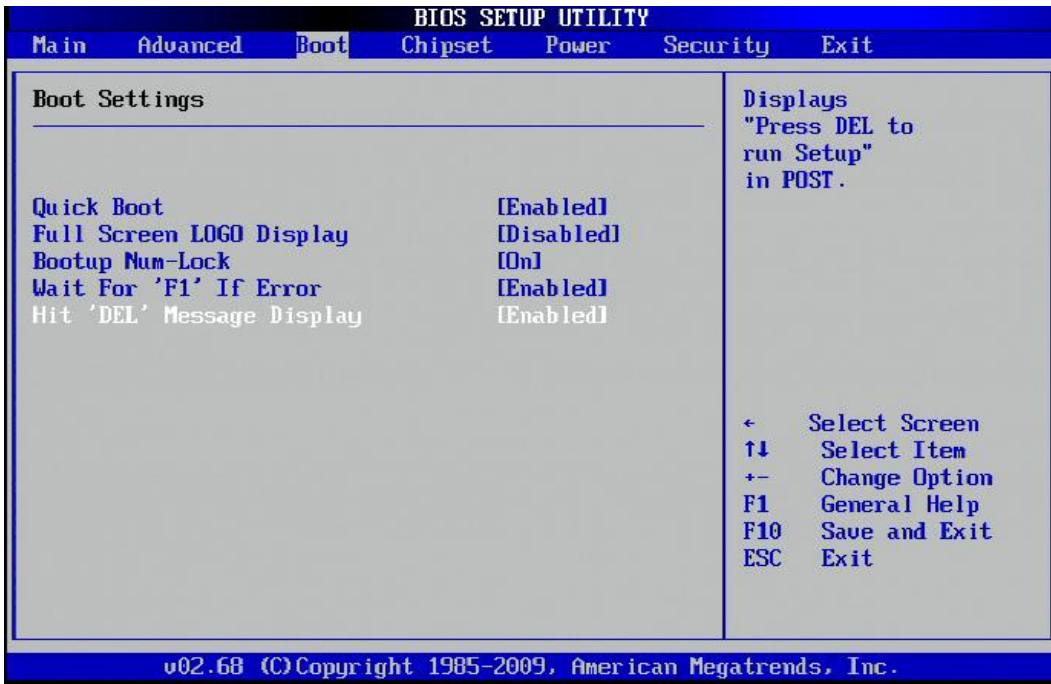 BIOS SETUP UTILITY
Main Advanced Boot Chipset Power Security Exit
Boot Settings
Quick Boot [Enabled]
Full Screen LOGO Display [Disabled]
Bootup Num-Lock [On]
Wait For 'F1' If Error [Enabled]
Hit 'DEL' Message Display [Enabled]
Displays
"Press DEL to
run Setup"
in POST.
← Select Screen
↑↓ Select Item
+- Change Option
F1 General Help
F10 Save and Exit
ESC Exit
v02.68 (C)Copyright 1985-2009, American Megatrends, Inc.